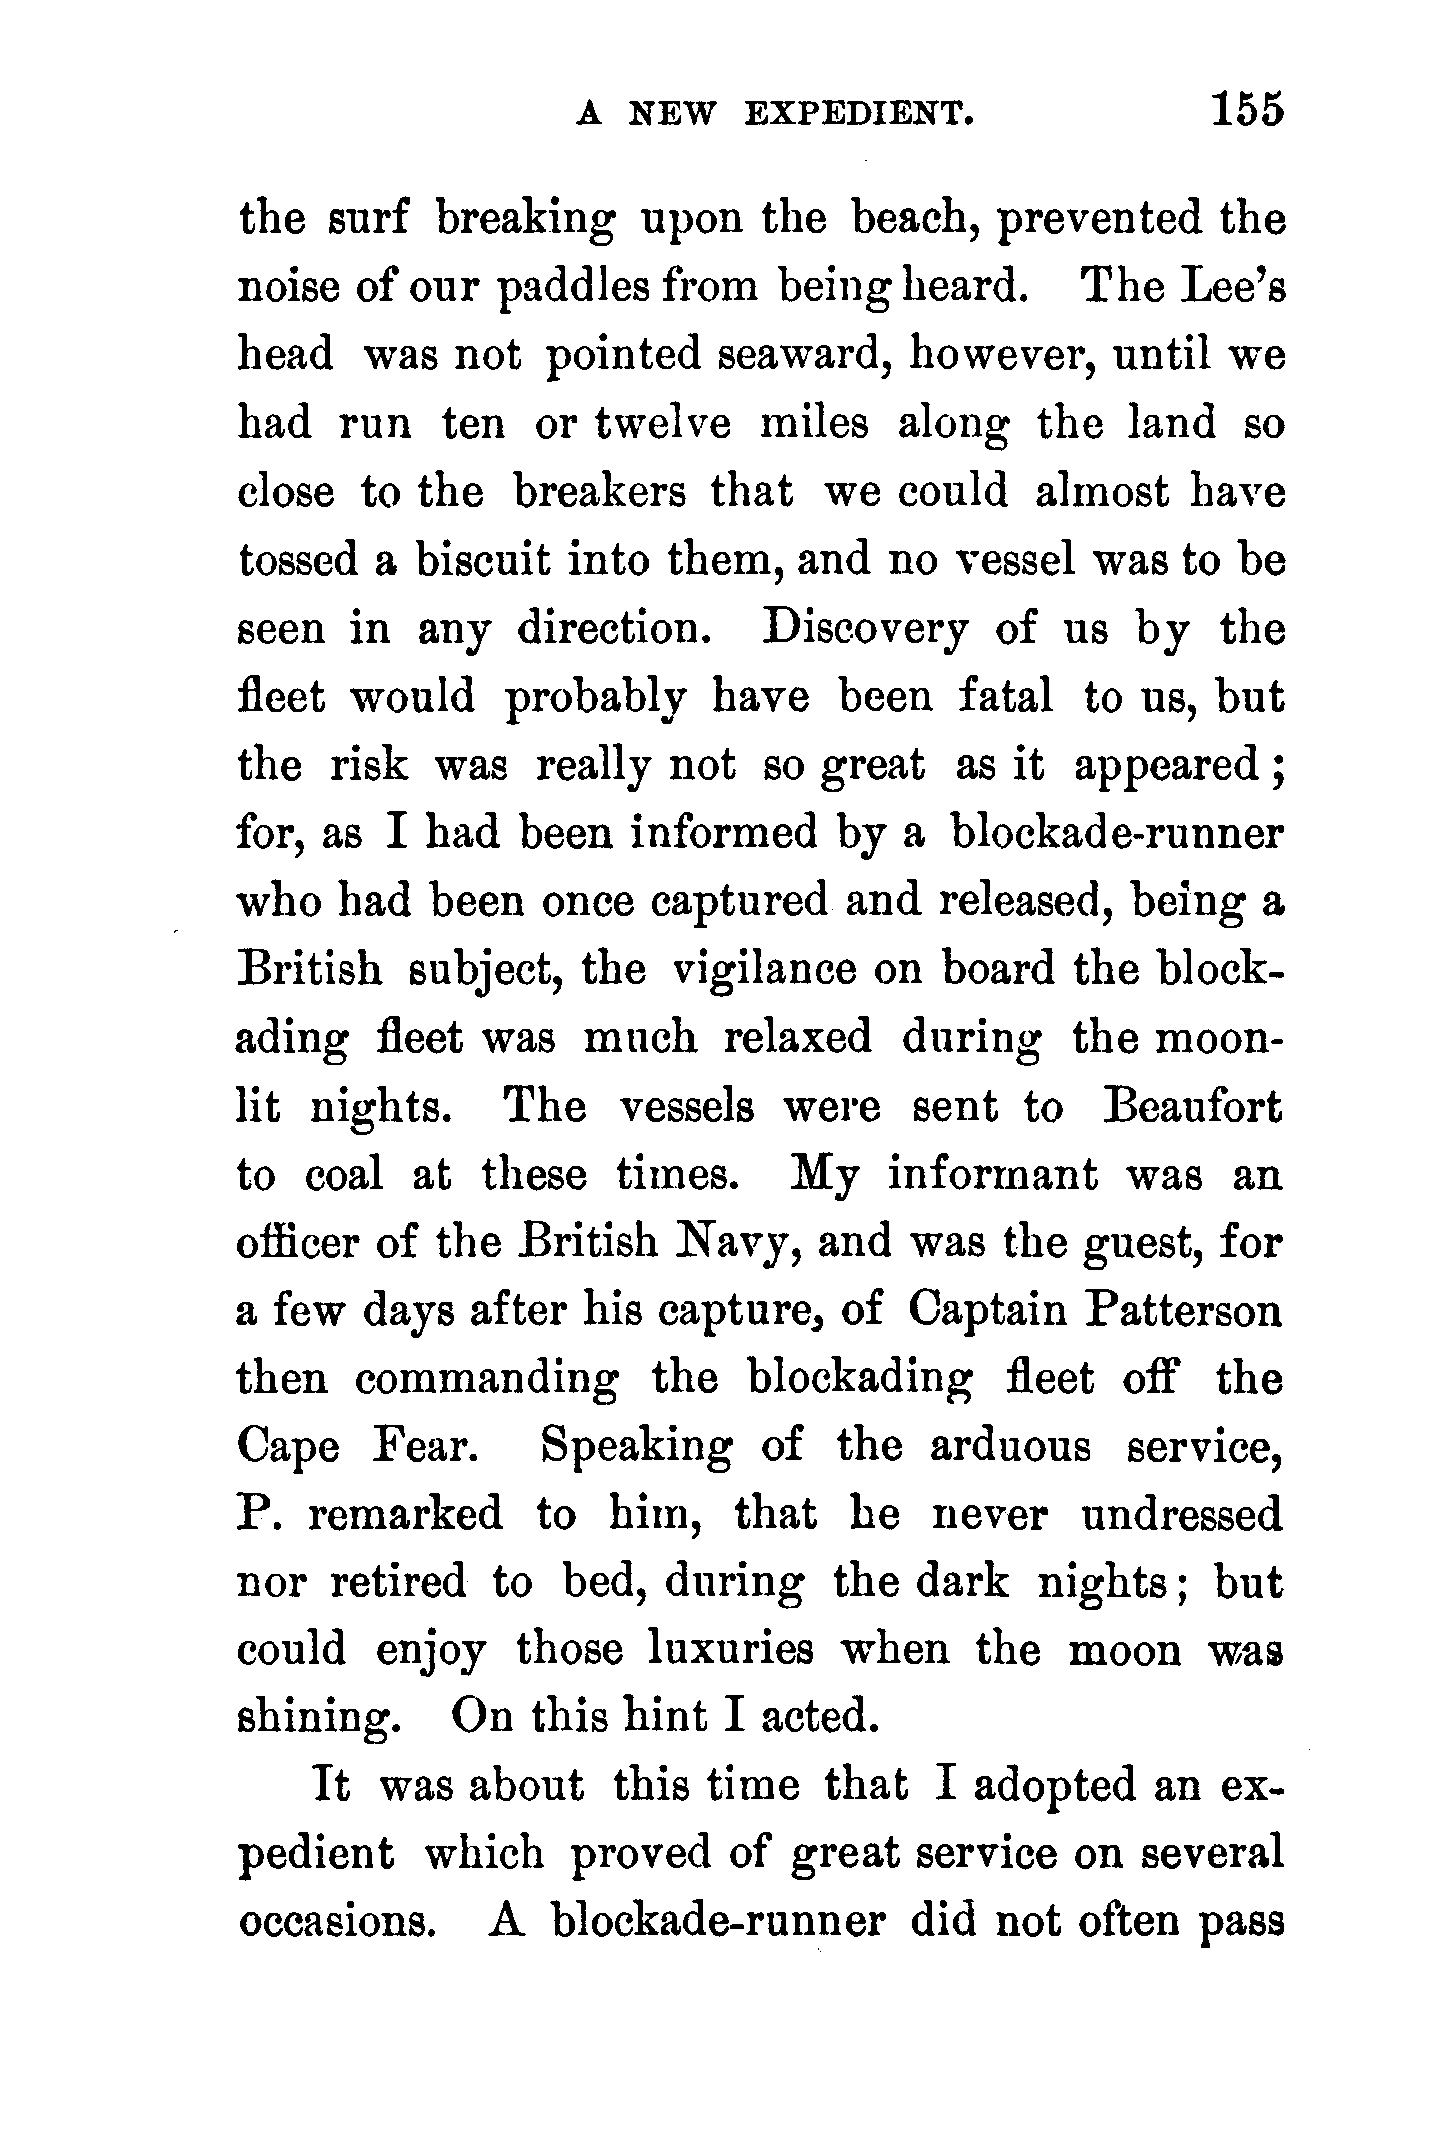 A NEW EXPEDIENT. 155
the surf breaking upon the beach, prevented the
noise of our paddles from being heard. The Lee's
head was not pointed seaward, however, until we
had run ten or twelve miles along the land so
close to the breakers that we could almost have
tossed a biscuit into them, and no vessel was to be
seen in any direction. Discovery of us by the
fleet would probably have been fatal to us, but
the risk was really not so great as it appeared ;
for, as I had been informed by a blockade-runner
who had been once captured and released, being a
British subject, the vigilance on board the block-
ading fleet was much relaxed during the moon-
lit nights. The vessels were sent to Beaufort
to coal at these times. My informant was an
officer of the British Navy, and was the guest, for
a few days after his capture, of Captain Patterson
then commanding the blockading fleet off the
Cape Fear. Speaking of the arduous service,
P. remarked to him, that he never undressed
nor retired to bed, during the dark nights ; but
could enjoy those luxuries when the moon was
shining. On this hint I acted.
It was about this time that I adopted an ex-
pedient which proved of great service on several
occasions. A blockade-runner did not often pass